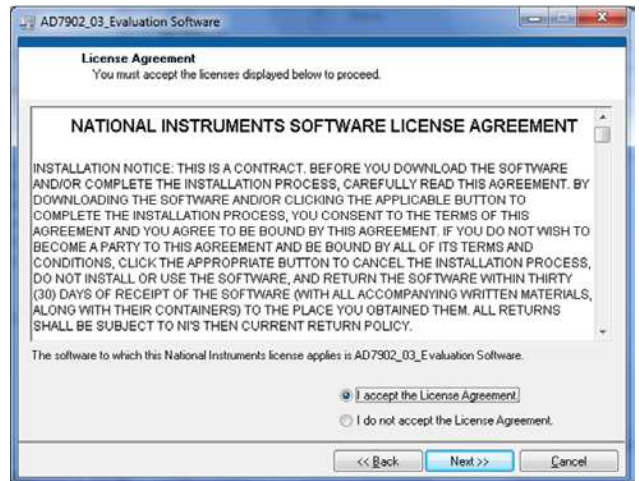 AD7902_03_Evaluation Software
License Agreement
You must accept the licenses displayed below to proceed.
NATIONAL INSTRUMENTS SOFTWARE LICENSE AGREEMENT
INSTALLATION NOTICE: THIS IS A CONTRACT. BEFORE YOU DOWNLOAD THE SOFTWARE
AND/OR COMPLETE THE INSTALLATION PROCESS, CAREFULLY READ THIS AGREEMENT. BY
DOWNLOADING THE SOFTWARE AND/OR CLICKING THE APPLICABLE BUTTON TO
COMPLETE THE INSTALLATION PROCESS, YOU CONSENT TO THE TERMS OF THIS
AGREEMENT AND YOU AGREE TO BE BOUND BY THIS AGREEMENT. IF YOU DO NOT WISH TO
BECOME A PARTY TO THIS AGREEMENT AND BE BOUND BY ALL OF ITS TERMS AND
CONDITIONS, CLICK THE APPROPRIATE BUTTON TO CANCEL THE INSTALLATION PROCESS,
DO NOT INSTALL OR USE THE SOFTWARE, AND RETURN THE SOFTWARE WITHIN THIRTY
(30) DAYS OF RECEIPT OF THE SOFTWARE (WITH ALL ACCOMPANYING WRITTEN MATERIALS,
ALONG WITH THEIR CONTAINERS) TO THE PLACE YOU OBTAINED THEM. ALL RETURNS
SHALL BE SUBJECT TO NI'S THEN CURRENT RETURN POLICY.
The software to which this National Instruments license applies is AD7902_03_Evaluation Software.
I accept the License Agreement.
I do not accept the License Agreement.
<< Back Next >> Cancel